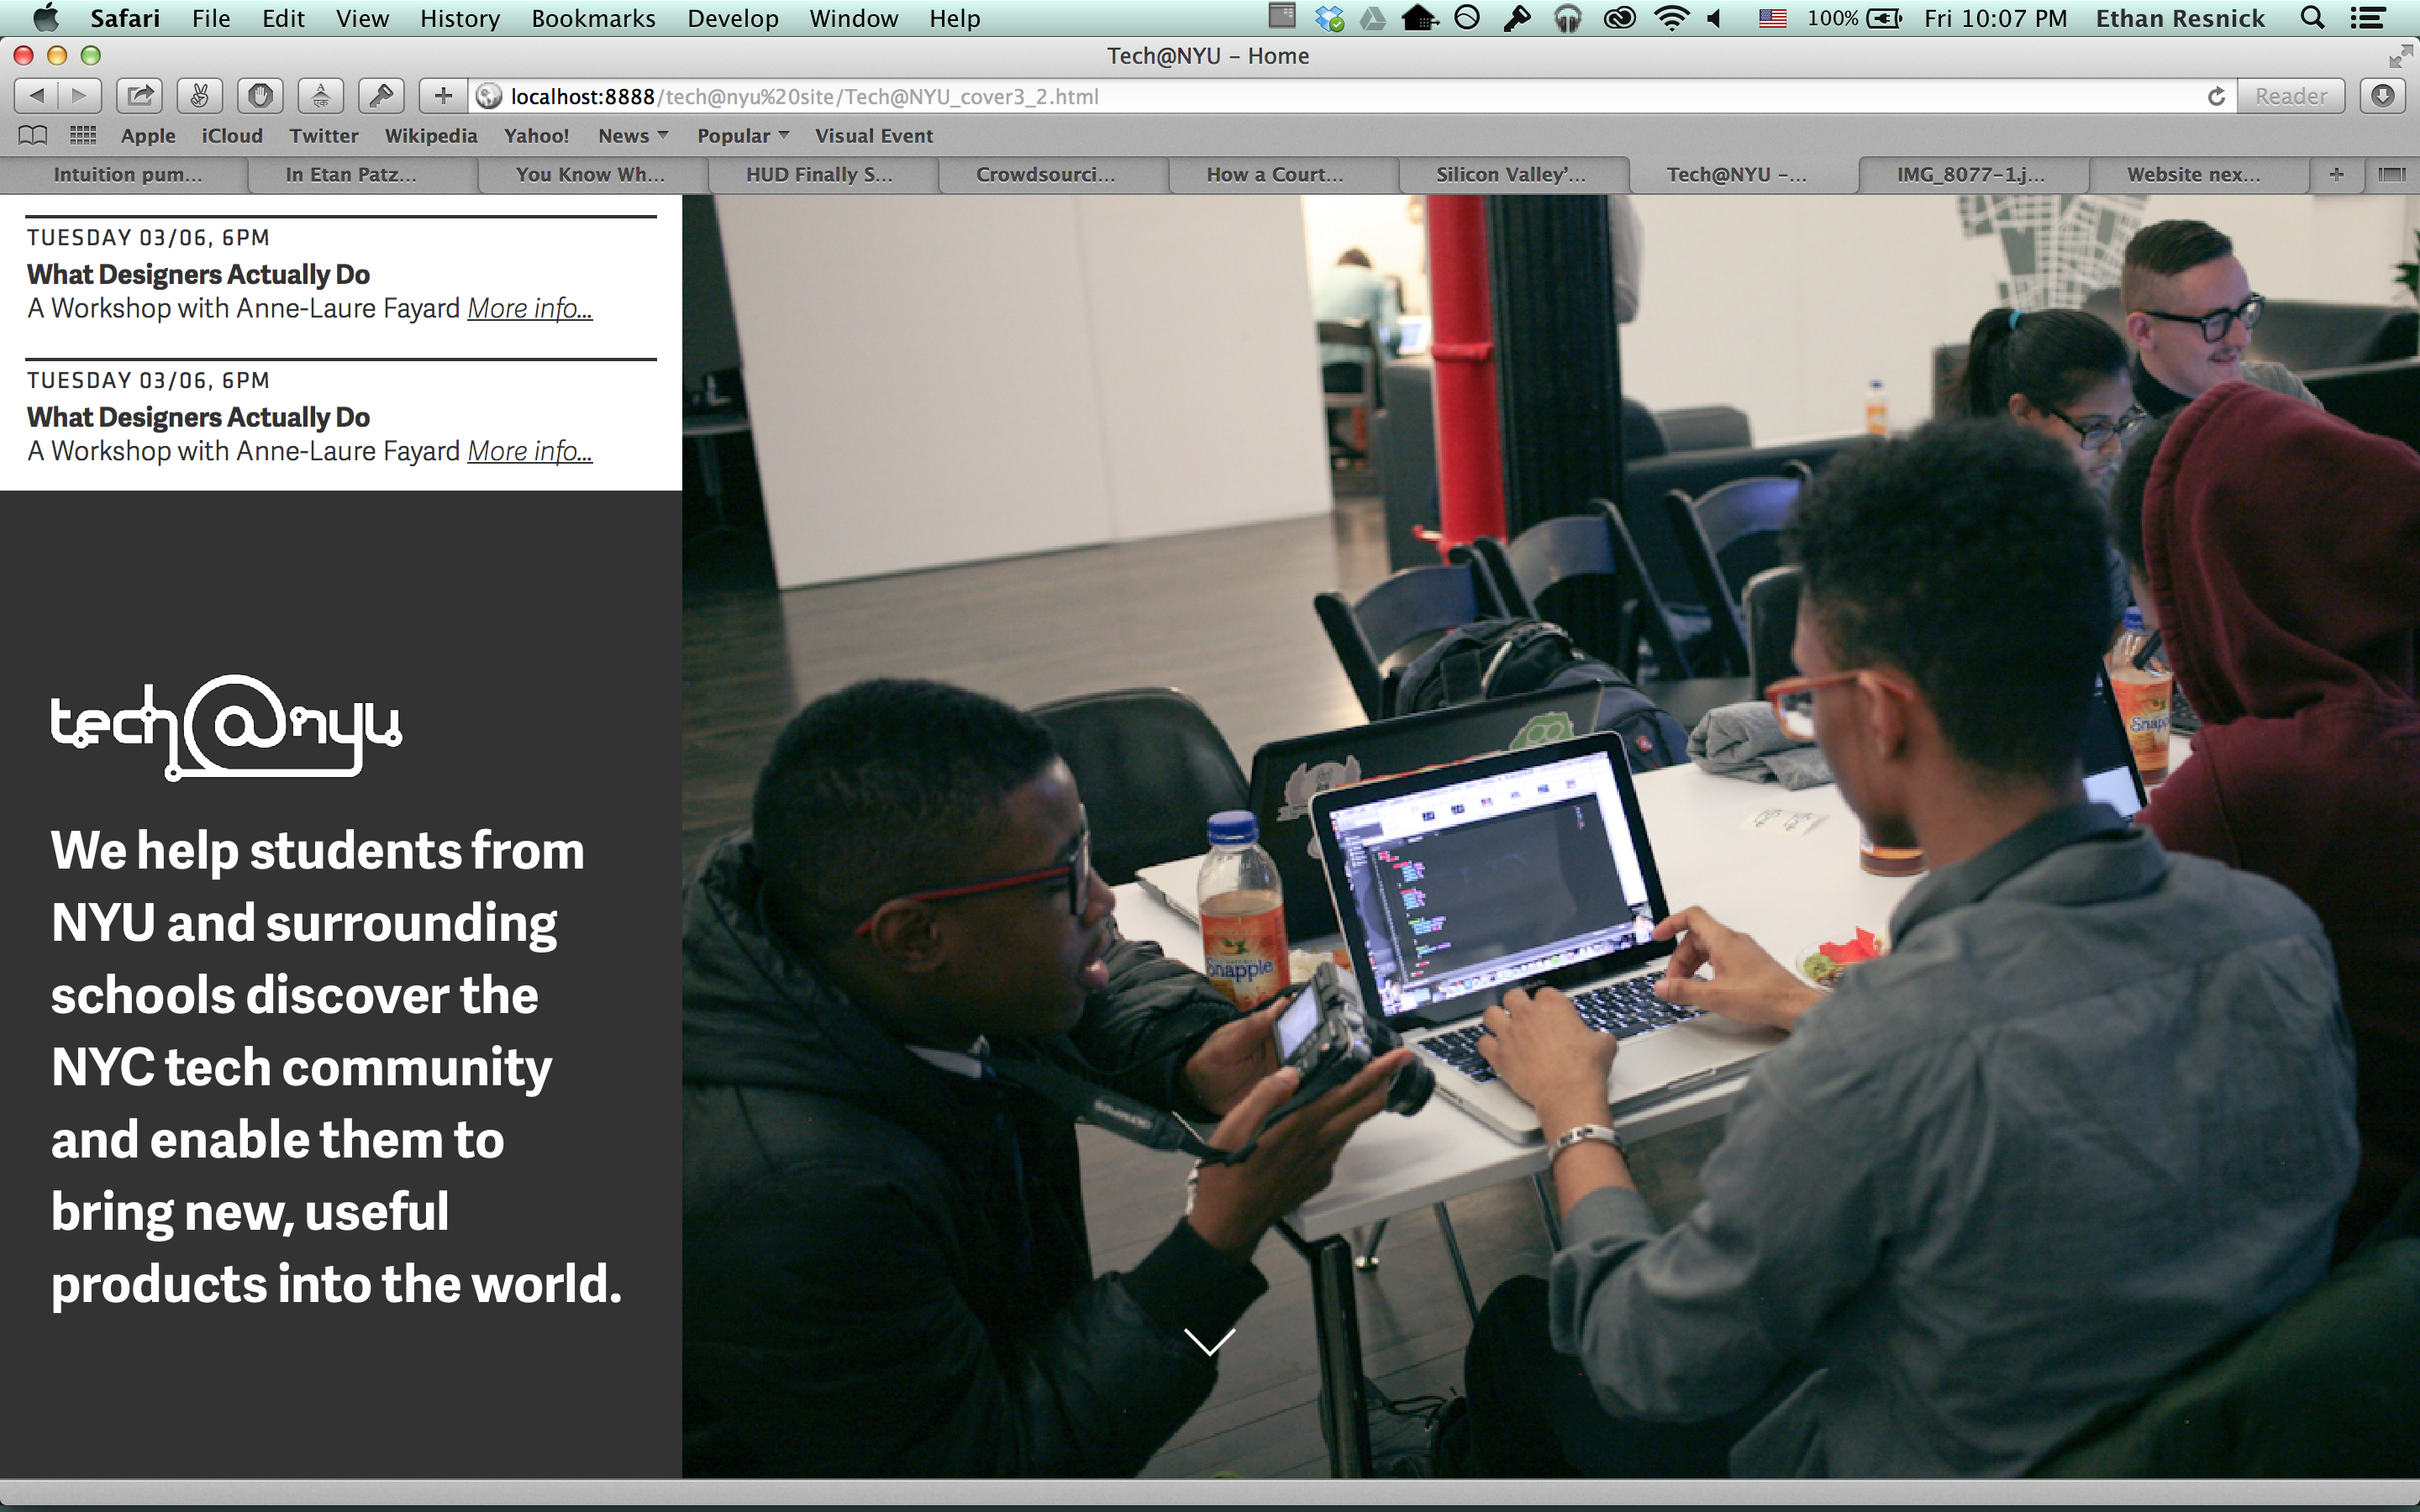 Safari File Edit View History Bookmarks Develop Window Help 100% Fri 10:07 PM Ethan Resnick
Tech@NYU – Home
localhost:8888/tech@nyu%20site/Tech@NYU_cover3_2.html Reader
Apple iCloud Twitter Wikipedia Yahoo! News Popular Visual Event
Intuition pum... In Etan Patz... You Know Wh... HUD Finally S... Crowdsourci... How a Court... Silicon Valley’... Tech@NYU –... IMG_8077-1.j... Website nex...
TUESDAY 03/06, 6PM
What Designers Actually Do
A Workshop with Anne-Laure Fayard More info...
TUESDAY 03/06, 6PM
What Designers Actually Do
A Workshop with Anne-Laure Fayard More info...
tech@nyu
We help students from
NYU and surrounding
schools discover the
NYC tech community
and enable them to
bring new, useful
products into the world.
Snapple
Snapp